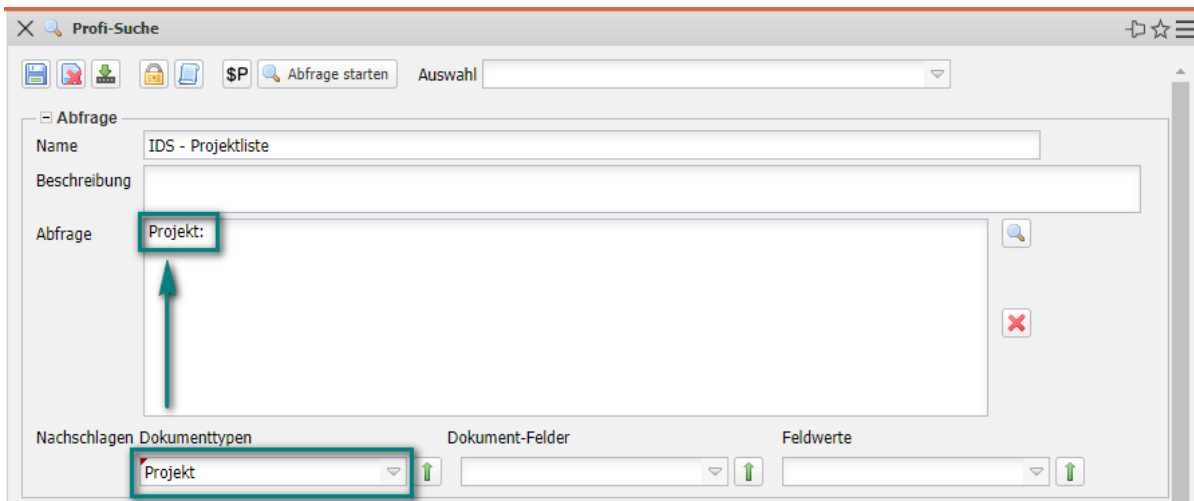 Profi-Suche
$P Abfrage starten Auswahl
Abfrage
Name IDS - Projektliste
Beschreibung
Abfrage Projekt:
Nachschlagen Dokumenttypen Dokument-Felder Feldwerte
Projekt